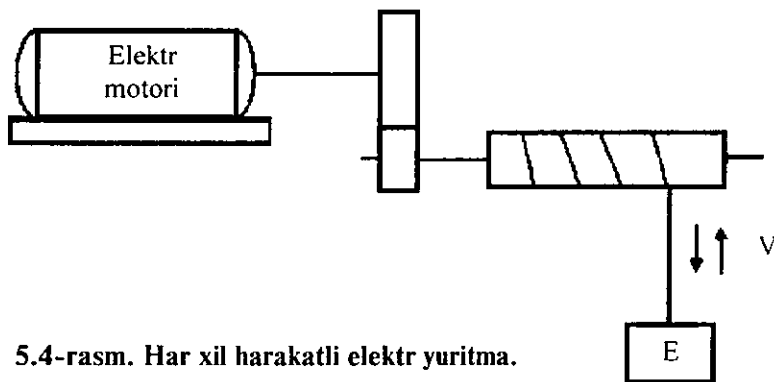 Elektr
motori
V
E
5.4-rasm. Har xil harakatli elektr yuritma.